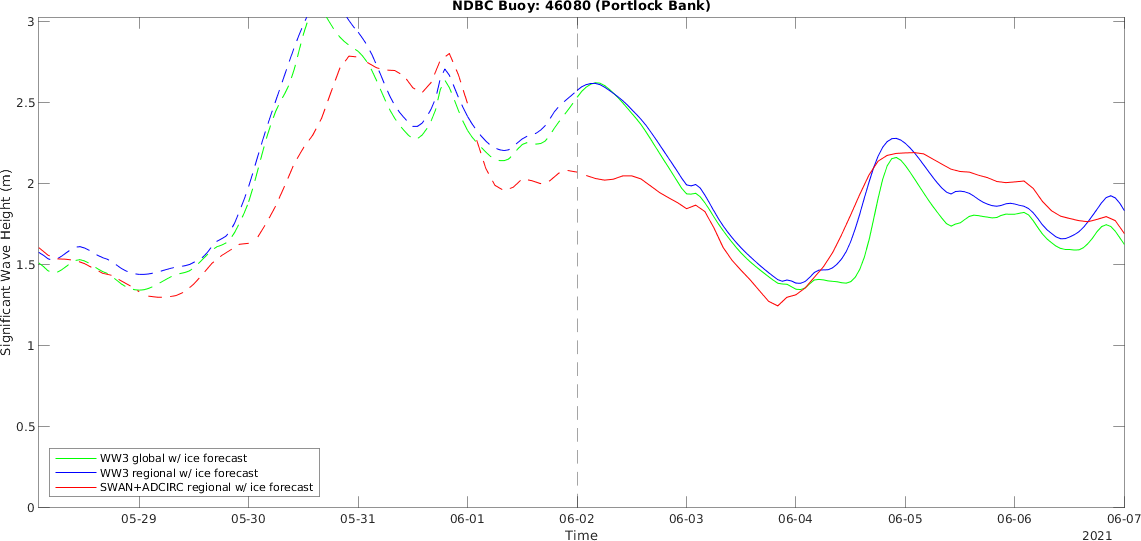 NDBC Buoy: 46080 (Portlock Bank)
3
2.5
2
1.5
1
0.5
0
Significant Wave Height (m)
WW3 global w/ ice forecast
WW3 regional w/ ice forecast
SWAN+ADCIRC regional w/ ice forecast
05-29 05-30 05-31 06-01 06-02 06-03 06-04 06-05 06-06 06-07
Time
2021